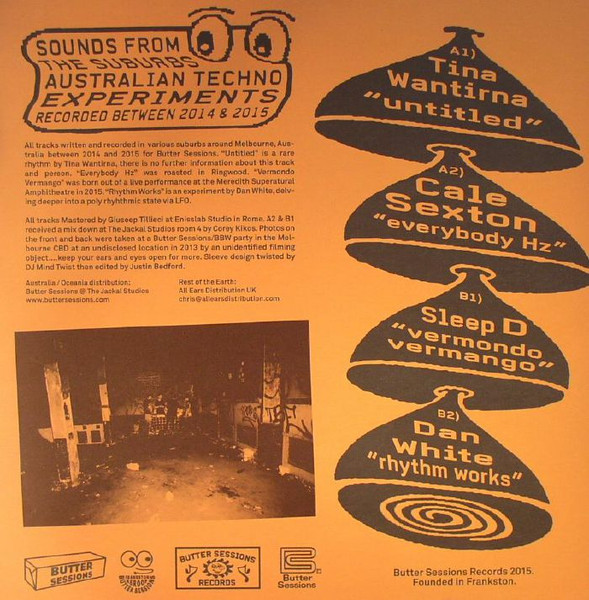 SOUNDS FROM
THE SUBURBS
AUSTRALIAN TECHNO
EXPERIMENTS
RECORDED BETWEEN 2014 & 2015
All tracks written and recorded in various suburbs around Melbourne, Aus-
tralia between 2014 and 2015 for Butter Sessions. "Untitled" is a rare
rhythm by Tina Wantirna, there is no further information about this track
and person. "Everybody Hz" was roasted in Ringwood. "Vermondo
Vermango" was born out of a live performance at the Meredith Supernatural
Amphitheatre in 2015. "Rhythm Works" is an experiment by Dan White, delv-
ing deeper into a poly rhythmic state via LFO.
All tracks Mastered by Giuseep Tillieci at Enisslab Studio in Rome. A2 & B1
received a mix down at The Jackal Studios room 4 by Corey Kikos. Photos on
the front and back were taken at a Butter Sessions/BBW party in the Mel-
bourne CBD at an undisclosed location in 2013 by an unidentified filming
object....keep your ears and eyes open for more. Sleeve design twisted by
DJ Mind Twist than edited by Justin Bedford.
Australia / Oceania distribution:
Butter Sessions @ The Jackal Studios
www.buttersessions.com
Rest of the Earth:
All Ears Distribution UK
chris@allearsdistribution.com
A1)
Tina
Wantirna
"untitled"
A2)
Cale
Sexton
"everybody Hz"
B1)
Sleep D
"vermondo
vermango"
B2)
Dan
White
"rhythm works"
BUTTER
SESSIONS
BUTTER SESSIONS
RECORDS
Butter
Sessions
Butter Sessions Records 2015.
Founded in Frankston.